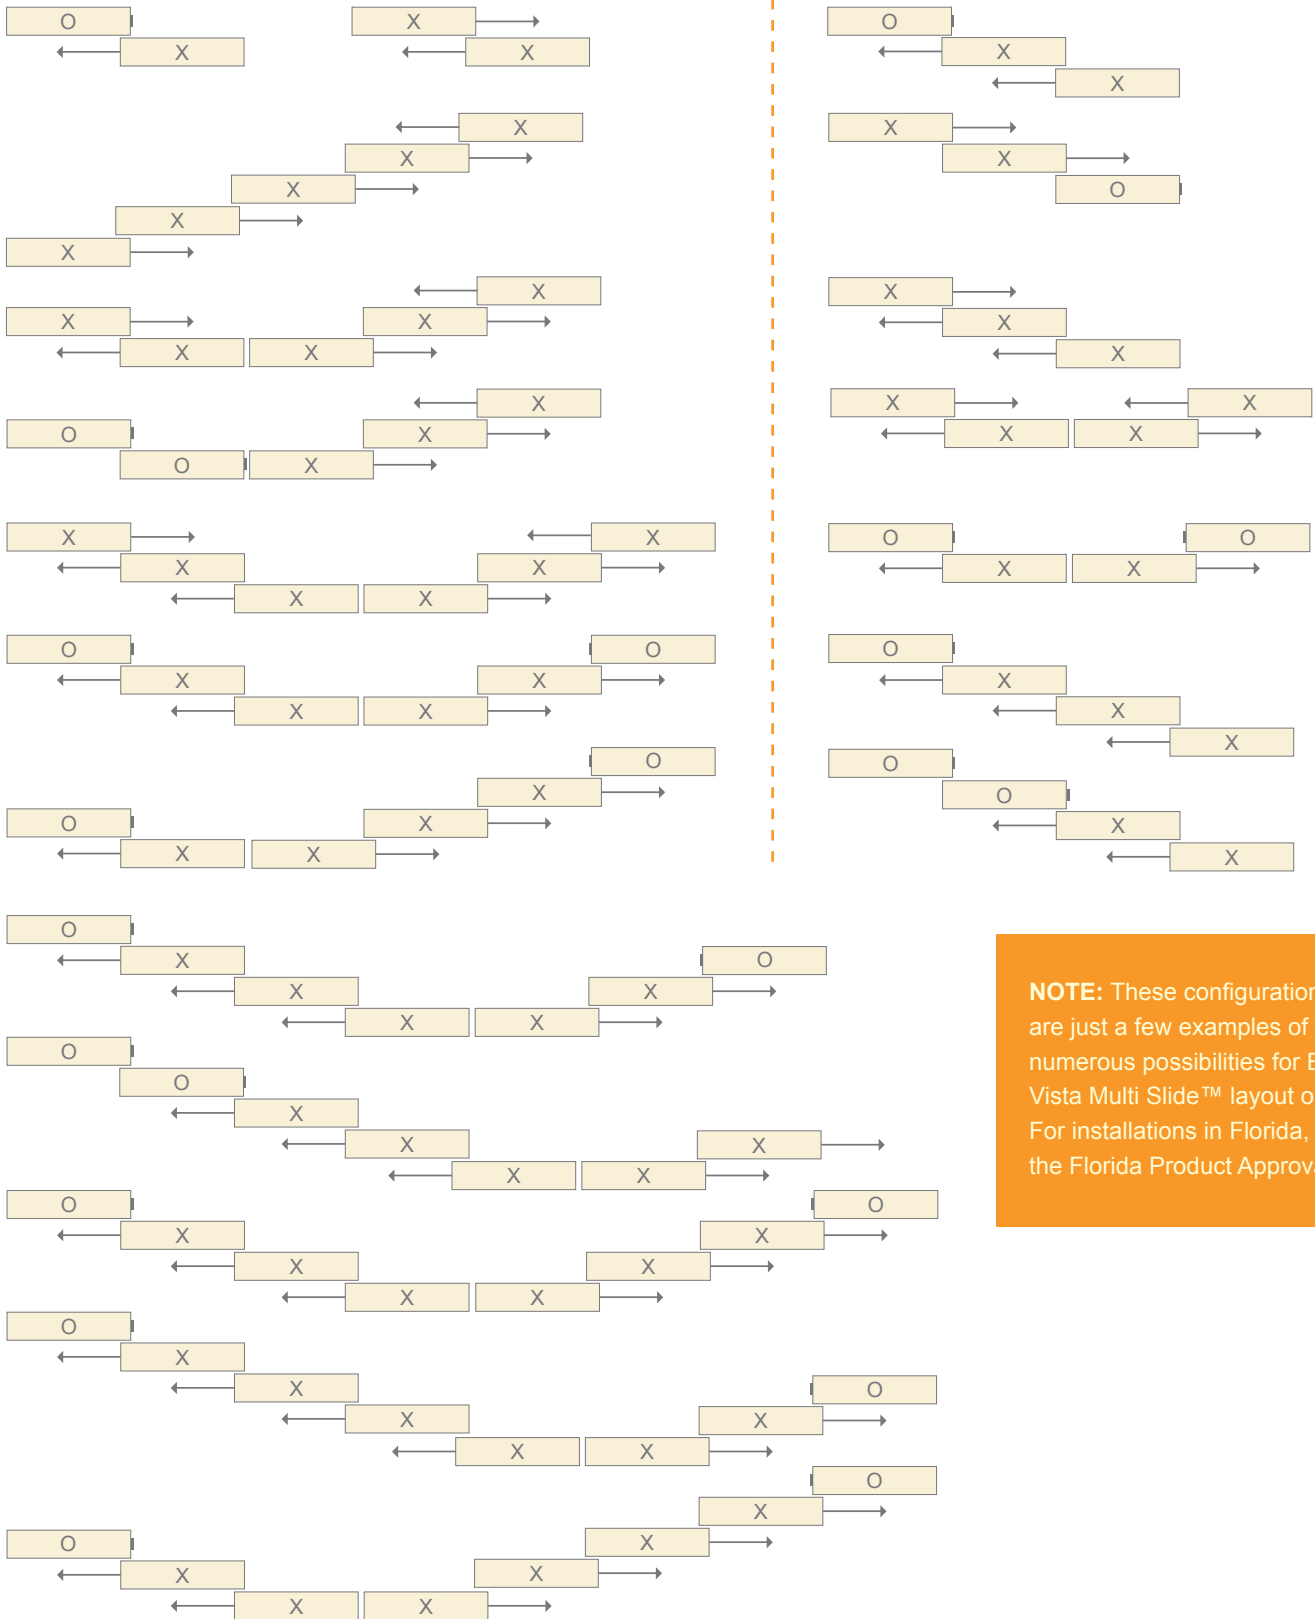 O X
X X
X
X
X
X
X
X
X X
X X
X
O X
O X
X X
X X
X X
O O
X X
X X
O
X
O X
X X
O
X
X
X
X
O
X
X
X
X X
X X
O O
X X
O
X
X
X
O
O
X
X
O
X O
X X
X X
O
O
X
X X
X X
O O
X X
X X
X X
O
X
X O
X X
X X
O
X
O X
X X
X X
NOTE: These configuration
are just a few examples of
numerous possibilities for
Vista Multi Slide™ layout
For installations in Florida,
the Florida Product Approva